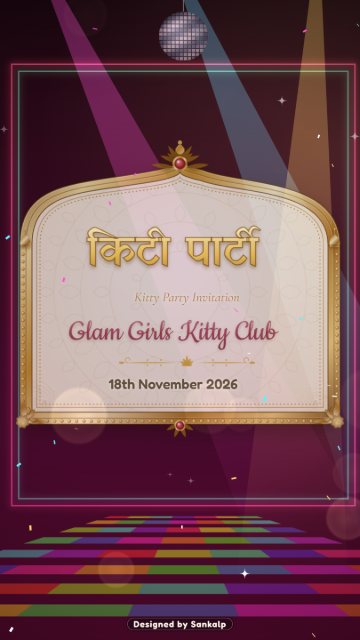 किटी पार्टी
Kitty Party Invitation
Glam Girls Kitty Club
18th November 2026
Designed by Sankalp